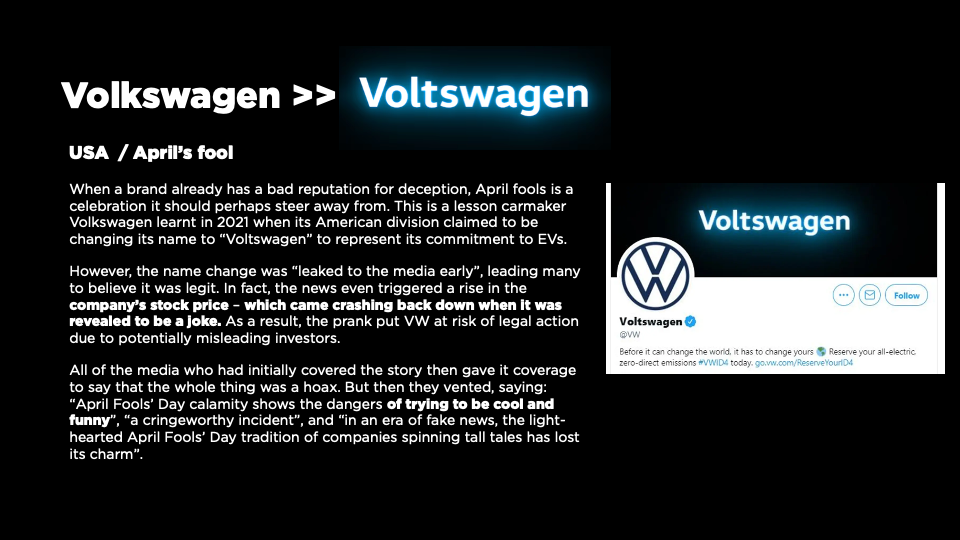 Volkswagen >> Voltswagen
USA / April's fool
When a brand already has a bad reputation for deception, April fools is a
celebration it should perhaps steer away from. This is a lesson carmaker
Volkswagen learnt in 2021 when its American division claimed to be
changing its name to “Voltswagen” to represent its commitment to EVs.
However, the name change was “leaked to the media early”, leading many
to believe it was legit. In fact, the news even triggered a rise in the
company’s stock price – which came crashing back down when it was
revealed to be a joke. As a result, the prank put VW at risk of legal action
due to potentially misleading investors.
All of the media who had initially covered the story then gave it coverage
to say that the whole thing was a hoax. But then they vented, saying:
“April Fools’ Day calamity shows the dangers of trying to be cool and
funny”, “a cringeworthy incident”, and “in an era of fake news, the light-
hearted April Fools’ Day tradition of companies spinning tall tales has lost
its charm”.
Voltswagen
Follow
Voltswagen
@VW
Before it can change the world, it has to change yours 🌎 Reserve your all-electric,
zero-direct emissions #VWID4 today. go.vw.com/ReserveYourID4